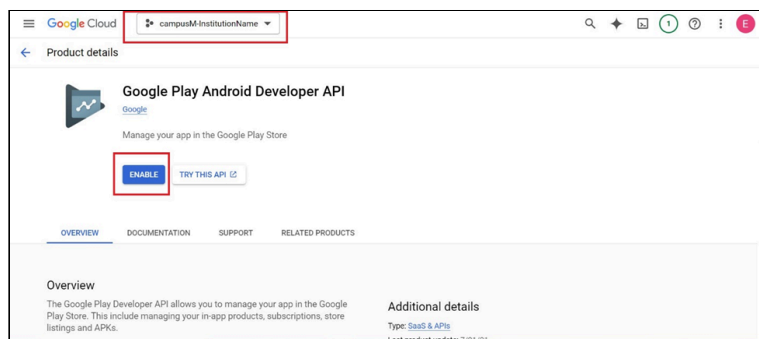 Google Cloud
campusM-InstitutionName
1
E
Product details
Google Play Android Developer API
Google
Manage your app in the Google Play Store
ENABLE
TRY THIS API
OVERVIEW
DOCUMENTATION
SUPPORT
RELATED PRODUCTS
Overview
The Google Play Developer API allows you to manage your app in the Google
Play Store. This include managing your in-app products, subscriptions, store
listings and APKs.
Additional details
Type: SaaS & APIs
Last product update: